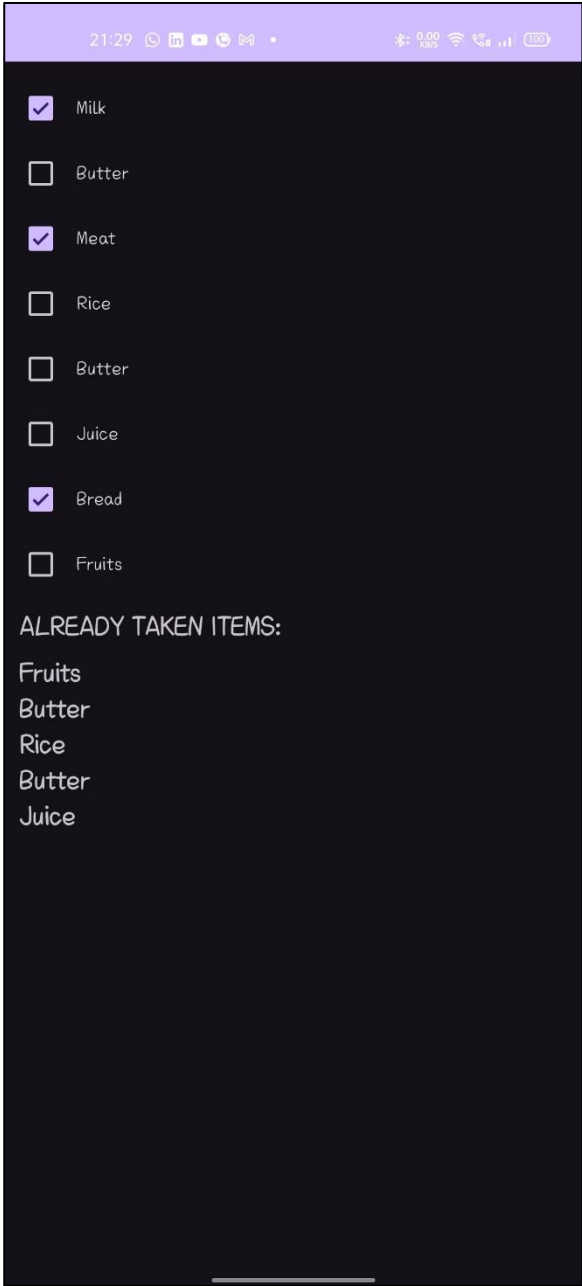 21:29 0.00 KB/S 100
Milk
Butter
Meat
Rice
Butter
Juice
Bread
Fruits
ALREADY TAKEN ITEMS:
Fruits
Butter
Rice
Butter
Juice